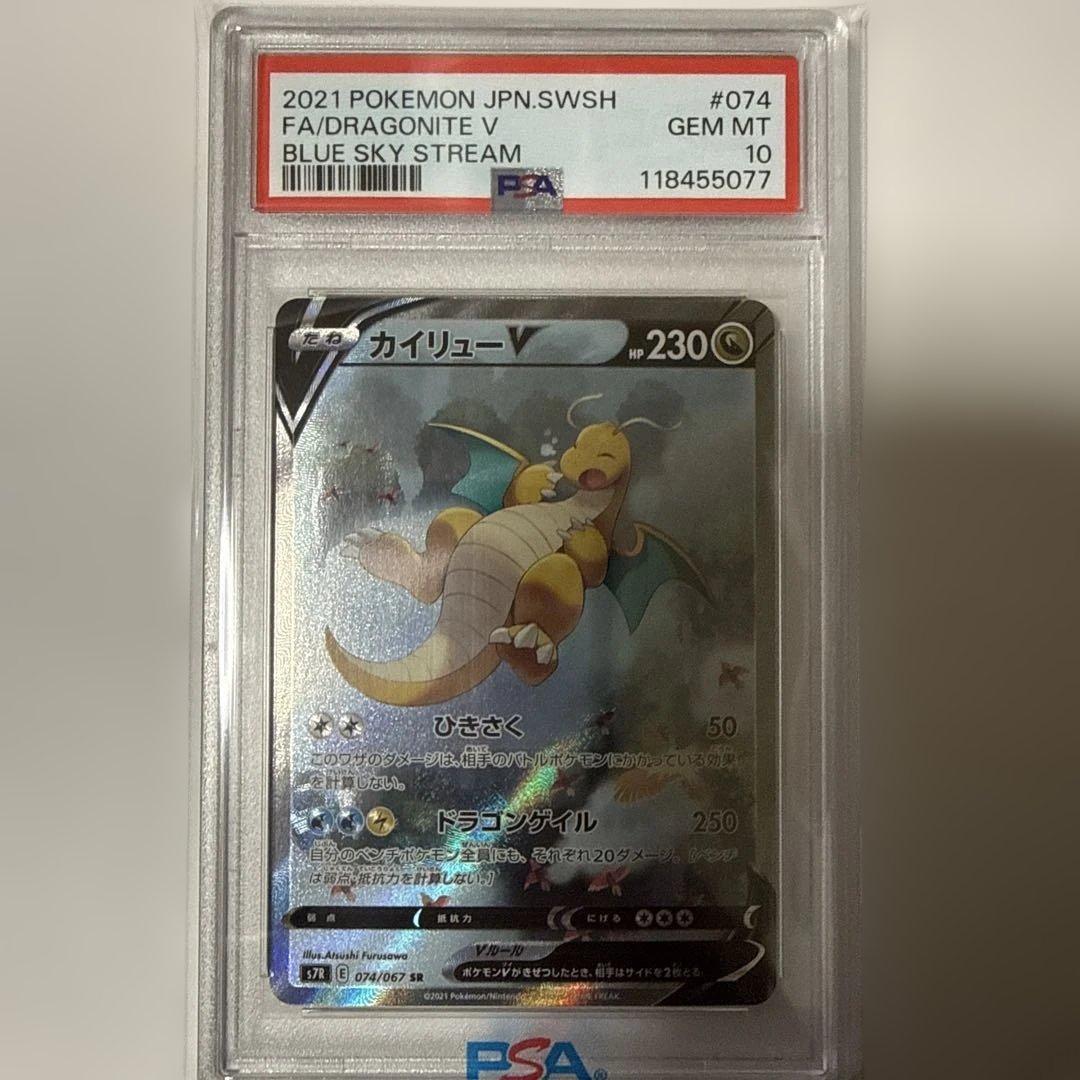 2021 POKEMON JPN.SWSH #074
FA/DRAGONITE V GEM MT
BLUE SKY STREAM 10
PSA 118455077
たね カイリューV HP 230
ひきさく 50
このワザのダメージは、相手のバトルポケモンにかかっている効果
を計算しない。
ドラゴンゲイル 250
自分のベンチポケモン全員にも、それぞれ20ダメージ。[ベンチ
は弱点・抵抗力を計算しない。]
弱点 抵抗力 にげる
Illus.Atsushi Furusawa
Vルール
s7R E 074/067 SR
ポケモンVがきぜつしたとき、相手はサイドを2枚とる。
©2021 Pokémon/Nintendo FREAK.
PSA®